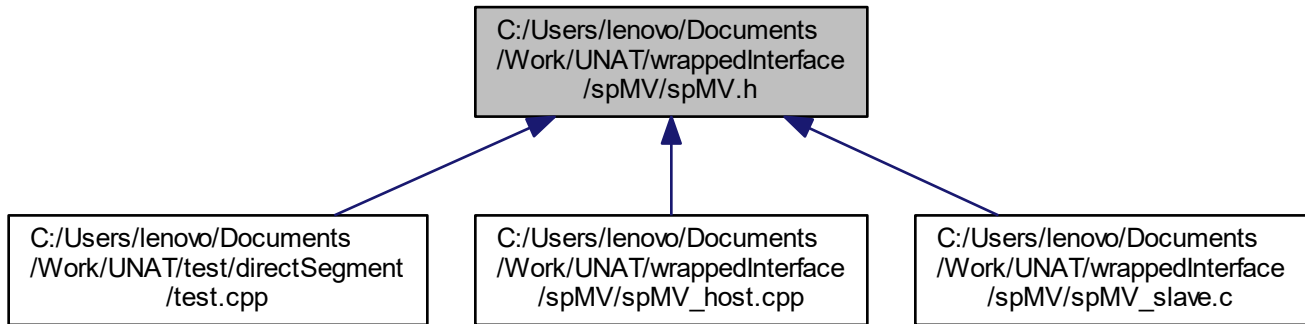 C:/Users/lenovo/Documents
/Work/UNAT/wrappedInterface
/spMV/spMV.h
C:/Users/lenovo/Documents
/Work/UNAT/test/directSegment
/test.cpp
C:/Users/lenovo/Documents
/Work/UNAT/wrappedInterface
/spMV/spMV_host.cpp
C:/Users/lenovo/Documents
/Work/UNAT/wrappedInterface
/spMV/spMV_slave.c